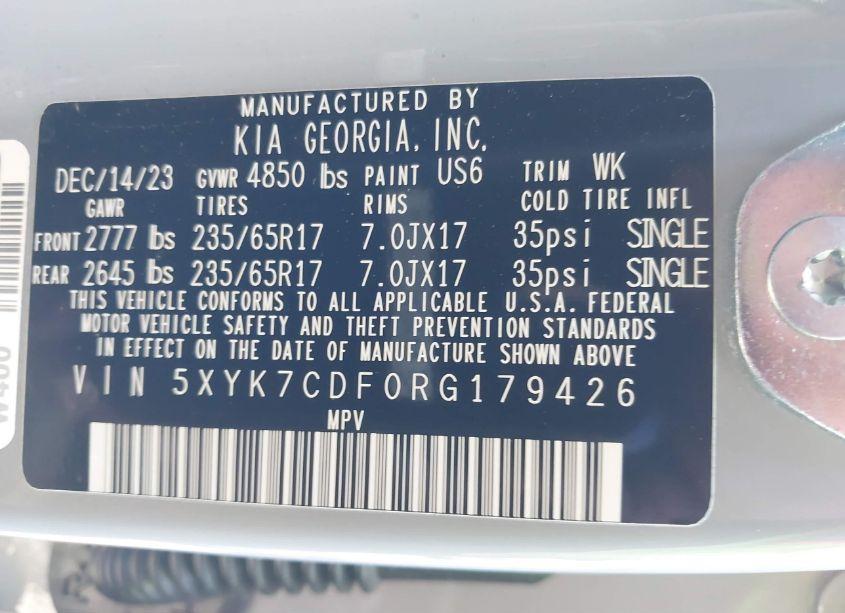 MANUFACTURED BY
KIA GEORGIA, INC.
DEC/14/23 GVWR 4850 lbs PAINT US6 TRIM WK
GAWR TIRES RIMS COLD TIRE INFL
FRONT 2777 lbs 235/65R17 7.0JX17 35psi SINGLE
REAR 2645 lbs 235/65R17 7.0JX17 35psi SINGLE
THIS VEHICLE CONFORMS TO ALL APPLICABLE U.S.A. FEDERAL
MOTOR VEHICLE SAFETY AND THEFT PREVENTION STANDARDS
IN EFFECT ON THE DATE OF MANUFACTURE SHOWN ABOVE
VIN 5XYK7CDF0RG179426
MPV